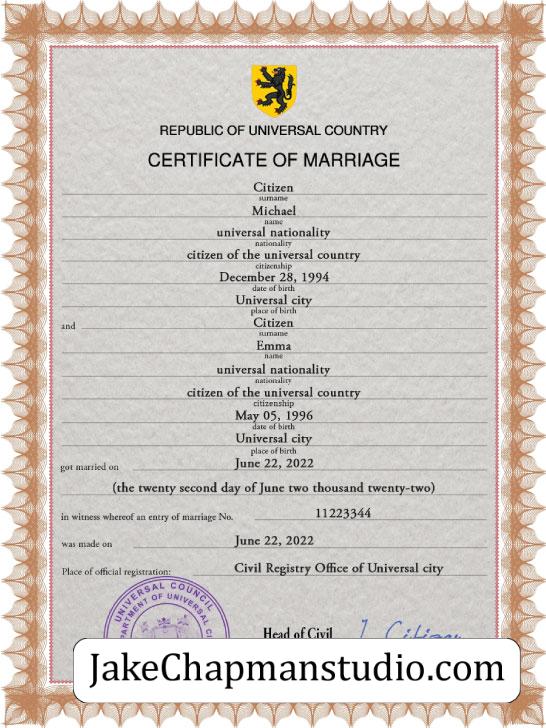 REPUBLIC OF UNIVERSAL COUNTRY
CERTIFICATE OF MARRIAGE
Citizen
surname
Michael
name
universal nationality
nationality
citizen of the universal country
citizenship
December 28, 1994
date of birth
Universal city
place of birth
and Citizen
surname
Emma
name
universal nationality
nationality
citizen of the universal country
citizenship
May 05, 1996
date of birth
Universal city
place of birth
got married on June 22, 2022
(the twenty second day of June two thousand twenty-two)
in witness whereof an entry of marriage No. 11223344
was made on June 22, 2022
Place of official registration: Civil Registry Office of Universal city
UNIVERSAL COUNCIL
OF UNIVERSAL
Head of Civil
JakeChapmanstudio.com